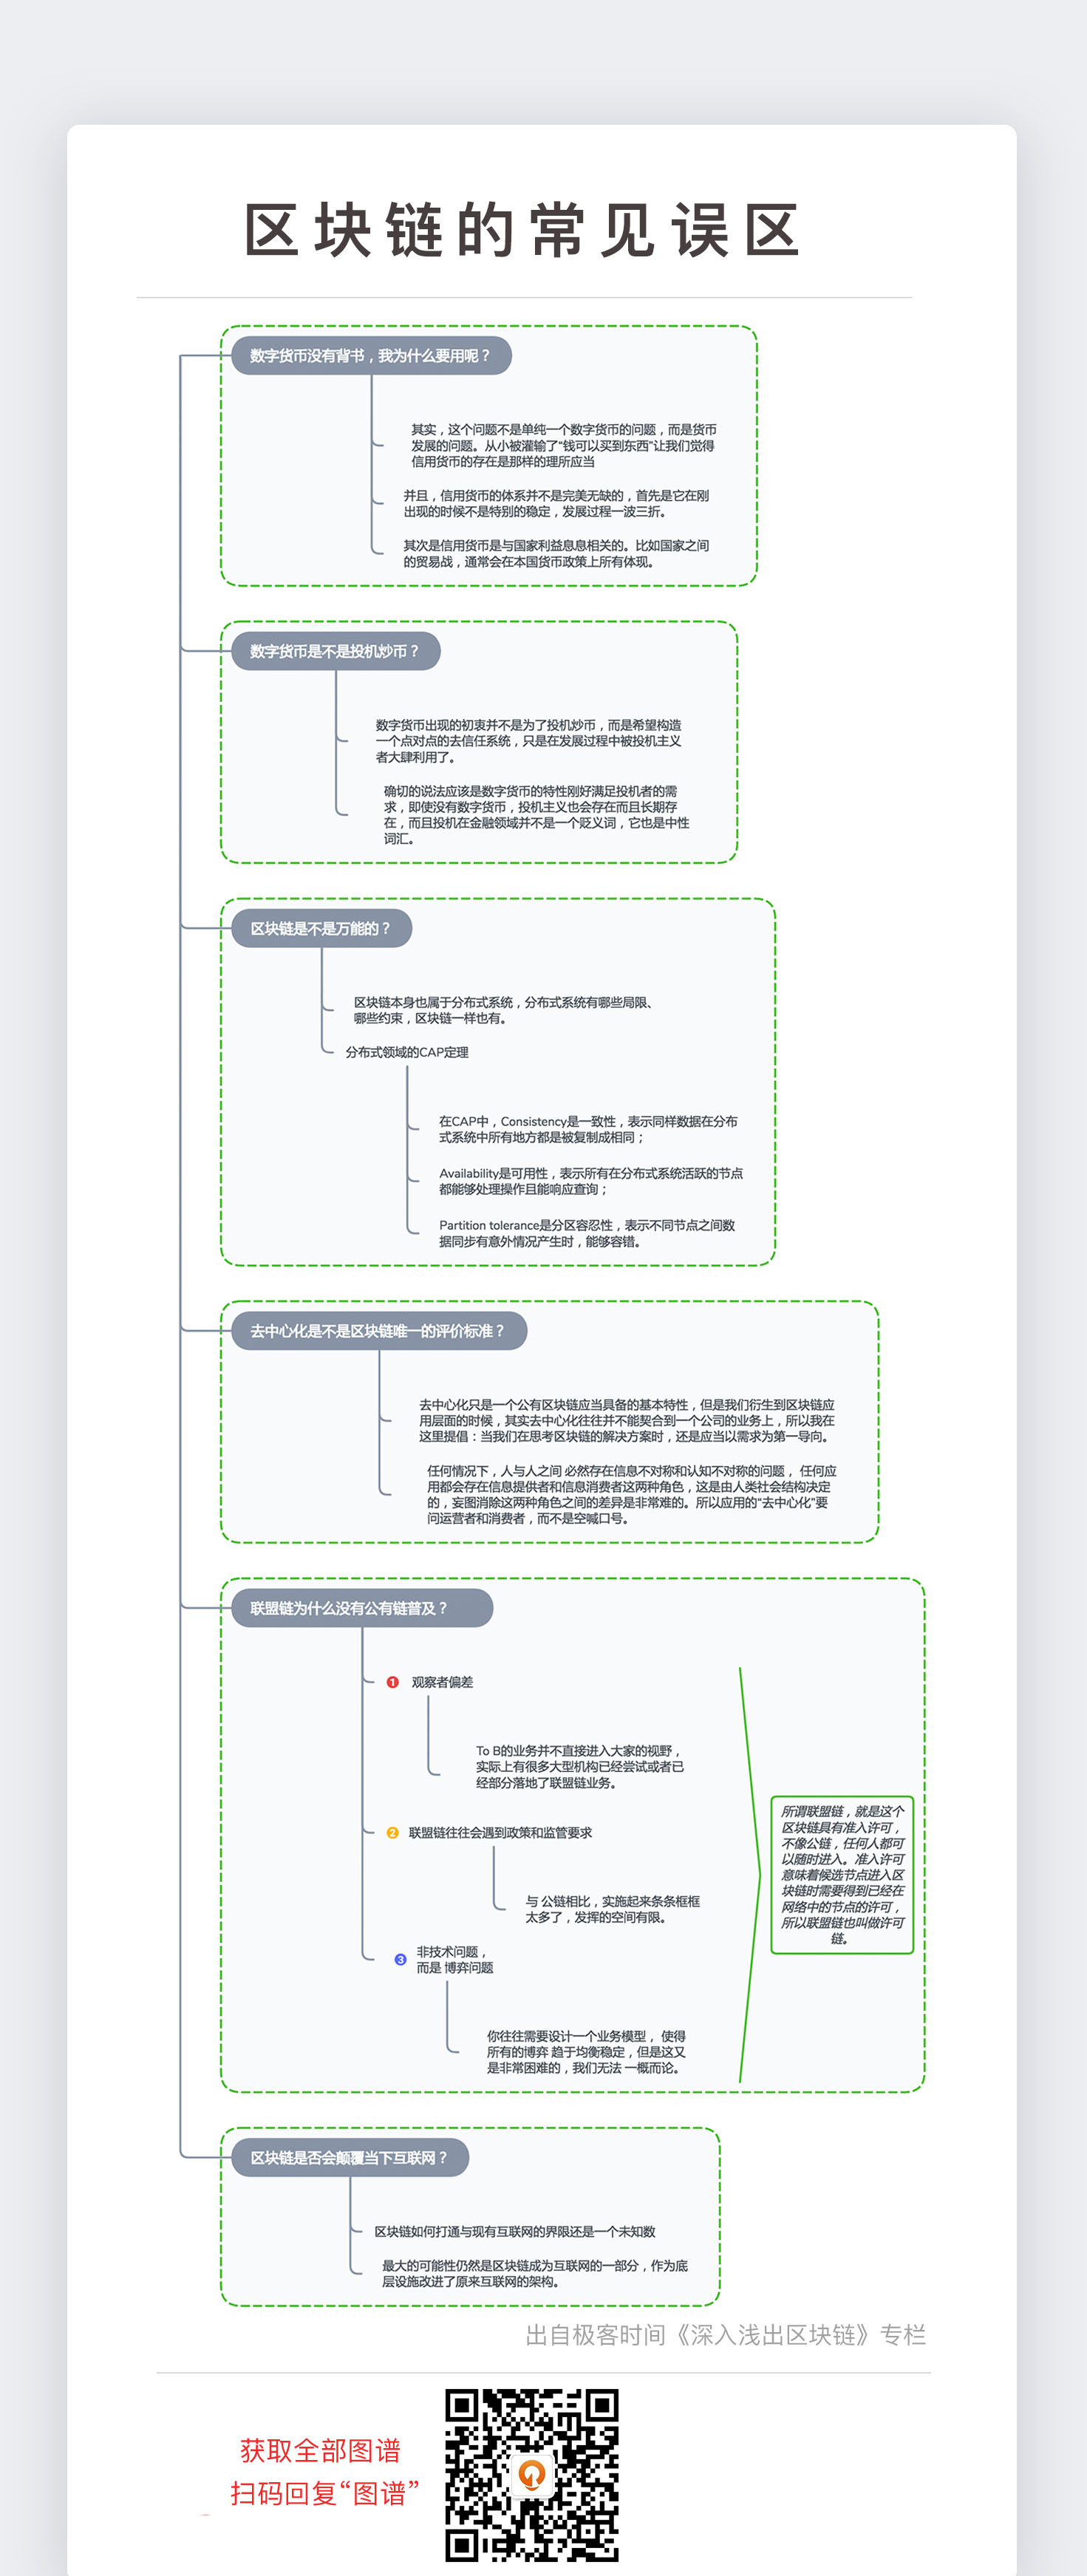 区块链的常见误区
数字货币没有背书，我为什么要用呢？
其实，这个问题不是单纯一个数字货币的问题，而是货币
发展的问题。从小被灌输了“钱可以买到东西”让我们觉得
信用货币的存在是那样的理所应当
并且，信用货币的体系并不是完美无缺的，首先是它在刚
出现的时候不是特别的稳定，发展过程一波三折。
其次是信用货币是与国家利益息息相关的。比如国家之间
的贸易战，通常会在本国货币政策上所有体现。
数字货币是不是投机炒币？
数字货币出现的初衷并不是为了投机炒币，而是希望构造
一个点对点的去信任系统，只是在发展过程中被投机主义
者大肆利用了。
确切的说法应该是数字货币的特性刚好满足投机者的需
求，即使没有数字货币，投机主义也会存在而且长期存
在，而且投机在金融领域并不是一个贬义词，它也是中性
词汇。
区块链是不是万能的？
区块链本身也属于分布式系统，分布式系统有哪些局限、
哪些约束，区块链一样也有。
分布式领域的CAP定理
在CAP中，Consistency是一致性，表示同样数据在分布
式系统中所有地方都是被复制成相同；
Availability是可用性，表示所有在分布式系统活跃的节点
都能够处理操作且能响应查询；
Partition tolerance是分区容忍性，表示不同节点之间数
据同步有意外情况产生时，能够容错。
去中心化是不是区块链唯一的评价标准？
去中心化只是一个公有区块链应当具备的基本特性，但是我们衍生到区块链应
用层面的时候，其实去中心化往往并不能契合到一个公司的业务上，所以我在
这里提倡：当我们在思考区块链的解决方案时，还是应当以需求为第一导向。
任何情况下，人与人之间 必然存在信息不对称和认知不对称的问题， 任何应
用都会存在信息提供者和信息消费者这两种角色，这是由人类社会结构决定
的，妄图消除这两种角色之间的差异是非常难的。所以应用的“去中心化”要
问运营者和消费者，而不是空喊口号。
联盟链为什么没有公有链普及？
1 观察者偏差
To B的业务并不直接进入大家的视野，
实际上有很多大型机构已经尝试或者已
经部分落地了联盟链业务。
2 联盟链往往会遇到政策和监管要求
与 公链相比，实施起来条条框框
太多了，发挥的空间有限。
3 非技术问题，
而是 博弈问题
你往往需要设计一个业务模型， 使得
所有的博弈 趋于均衡稳定，但是这又
是非常困难的，我们无法 一概而论。
所谓联盟链，就是这个
区块链具有准入许可，
不像公链，任何人都可
以随时进入。准入许可
意味着候选节点进入区
块链时需要得到已经在
网络中的节点的许可，
所以联盟链也叫做许可
链。
区块链是否会颠覆当下互联网？
区块链如何打通与现有互联网的界限还是一个未知数
最大的可能性仍然是区块链成为互联网的一部分，作为底
层设施改进了原来互联网的架构。
出自极客时间《深入浅出区块链》专栏
获取全部图谱
扫码回复“图谱”